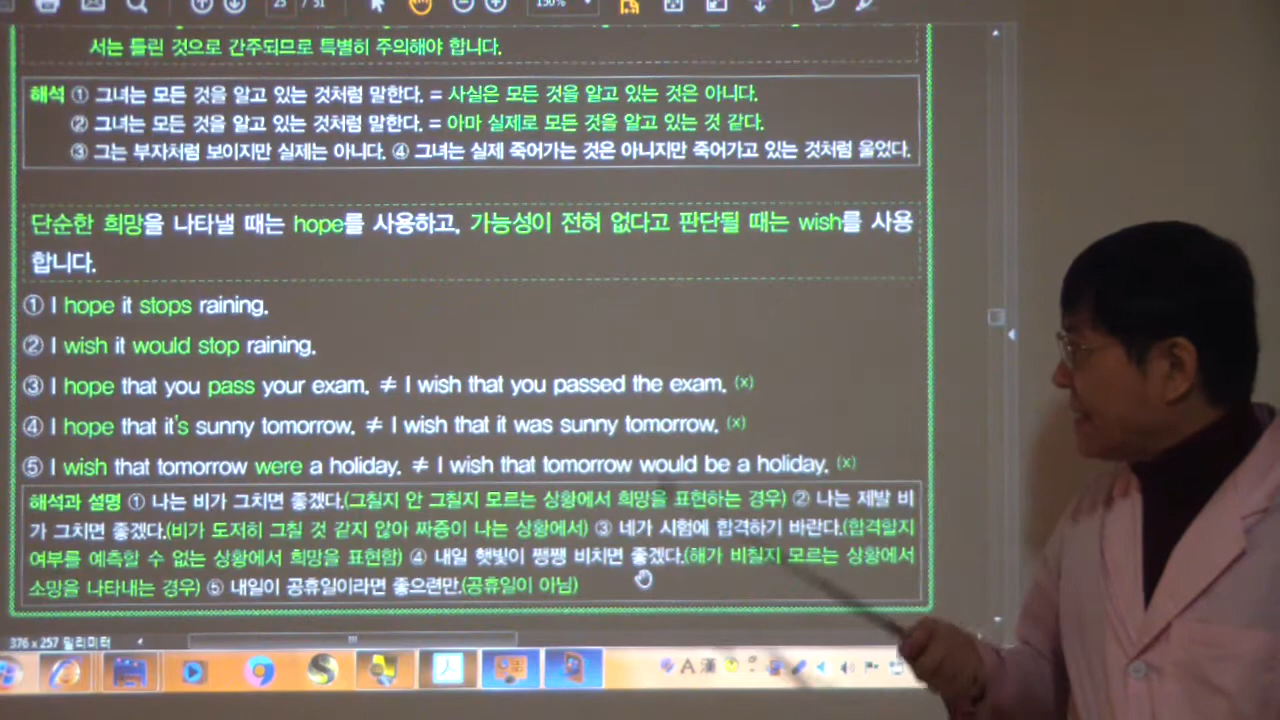 25 / 51
150%
서는 틀린 것으로 간주되므로 특별히 주의해야 합니다.
해석 ① 그녀는 모든 것을 알고 있는 것처럼 말한다. = 사실은 모든 것을 알고 있는 것은 아니다.
② 그녀는 모든 것을 알고 있는 것처럼 말한다. = 아마 실제로 모든 것을 알고 있는 것 같다.
③ 그는 부자처럼 보이지만 실제는 아니다. ④ 그녀는 실제 죽어가는 것은 아니지만 죽어가고 있는 것처럼 울었다.
단순한 희망을 나타낼 때는 hope를 사용하고, 가능성이 전혀 없다고 판단될 때는 wish를 사용
합니다.
① I hope it stops raining.
② I wish it would stop raining.
③ I hope that you pass your exam. ≠ I wish that you passed the exam. (x)
④ I hope that it's sunny tomorrow. ≠ I wish that it was sunny tomorrow. (x)
⑤ I wish that tomorrow were a holiday. ≠ I wish that tomorrow would be a holiday. (x)
해석과 설명 ① 나는 비가 그치면 좋겠다.(그칠지 안 그칠지 모르는 상황에서 희망을 표현하는 경우) ② 나는 제발 비
가 그치면 좋겠다.(비가 도저히 그칠 것 같지 않아 짜증이 나는 상황에서) ③ 네가 시험에 합격하기 바란다.(합격할지
여부를 예측할 수 없는 상황에서 희망을 표현함) ④ 내일 햇빛이 쨍쨍 비치면 좋겠다.(해가 비칠지 모르는 상황에서
소망을 나타내는 경우) ⑤ 내일이 공휴일이라면 좋으련만.(공휴일이 아님)
376 x 257 밀리미터
A 漢